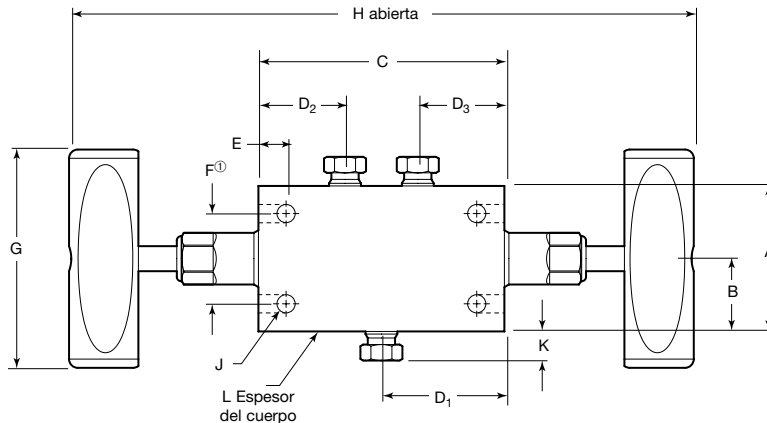 H abierta
C
D2
D3
E
F①
G
B
K
J
L Espesor
del cuerpo
D1